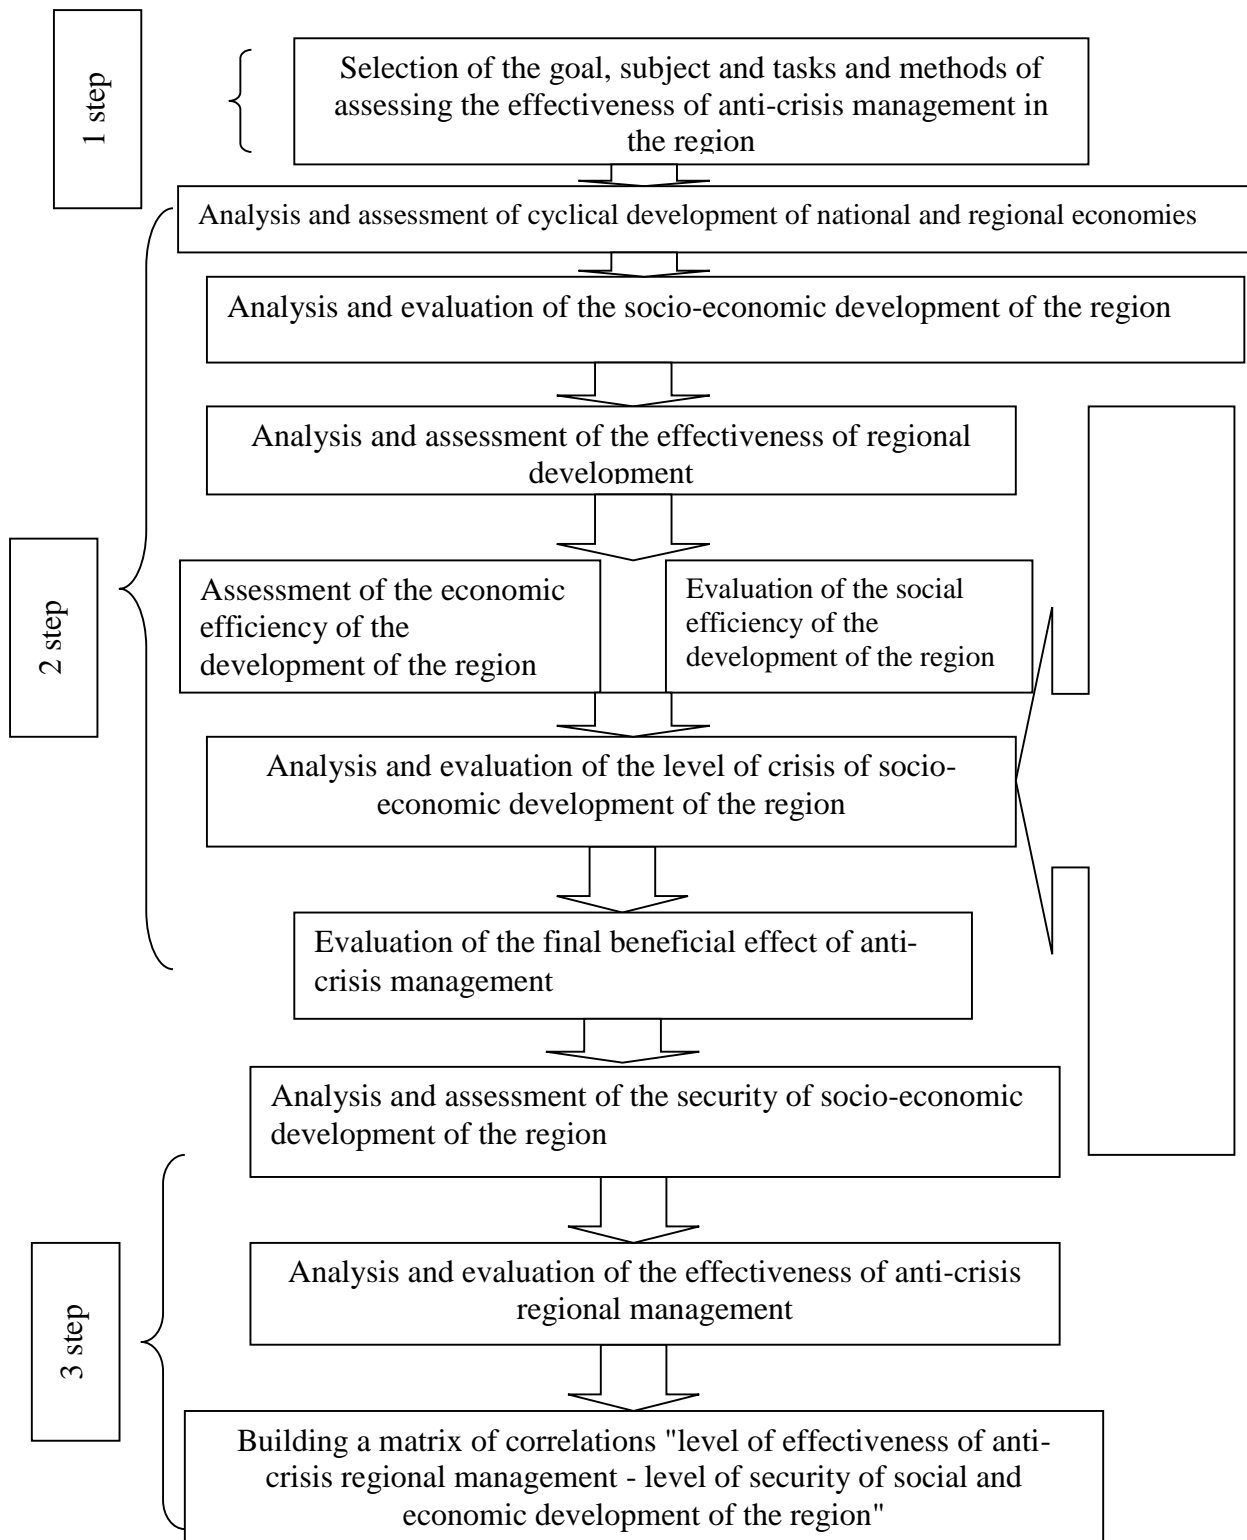 1 step
Selection of the goal, subject and tasks and methods of
assessing the effectiveness of anti-crisis management in
the region
Analysis and assessment of cyclical development of national and regional economies
Analysis and evaluation of the socio-economic development of the region
Analysis and assessment of the effectiveness of regional
development
2 step
Assessment of the economic
efficiency of the
development of the region
Evaluation of the social
efficiency of the
development of the region
Analysis and evaluation of the level of crisis of socio-
economic development of the region
Evaluation of the final beneficial effect of anti-
crisis management
Analysis and assessment of the security of socio-economic
development of the region
3 step
Analysis and evaluation of the effectiveness of anti-crisis
regional management
Building a matrix of correlations "level of effectiveness of anti-
crisis regional management - level of security of social and
economic development of the region"